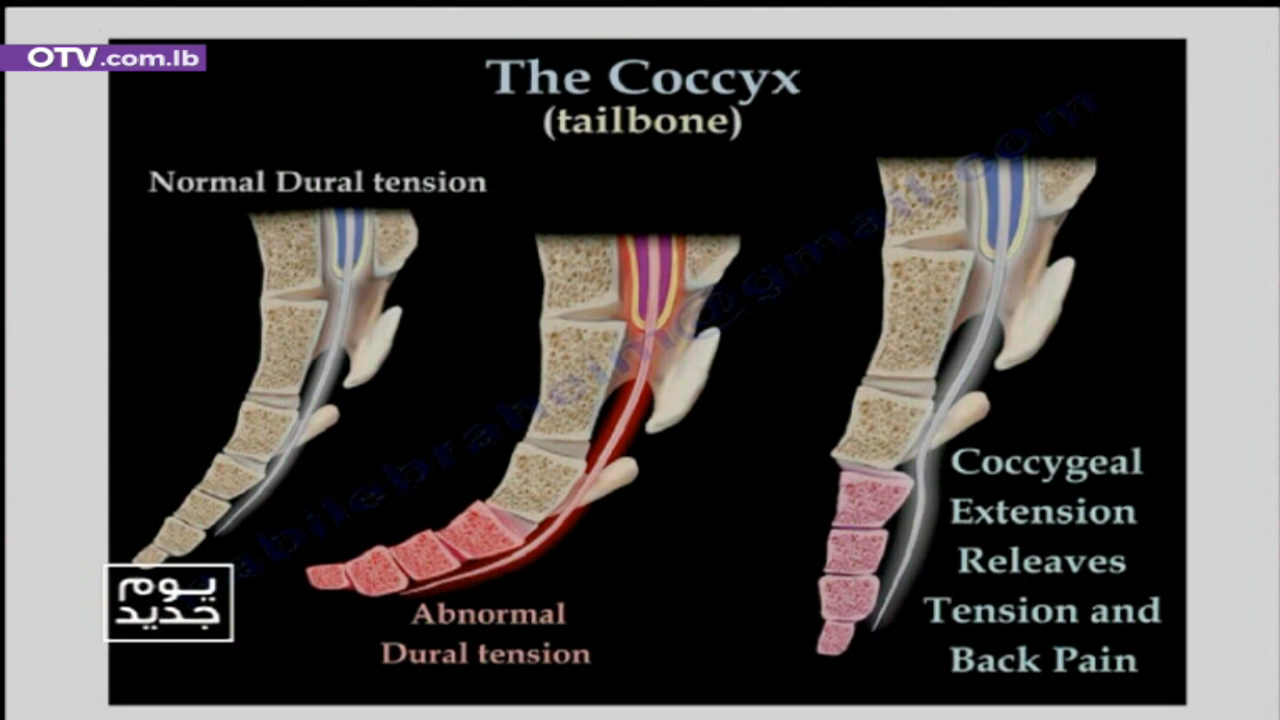 OTV.com.lb
The Coccyx
(tailbone)
Normal Dural tension
Abnormal
Dural tension
Coccygeal
Extension
Releaves
Tension and
Back Pain
يوم
جديد